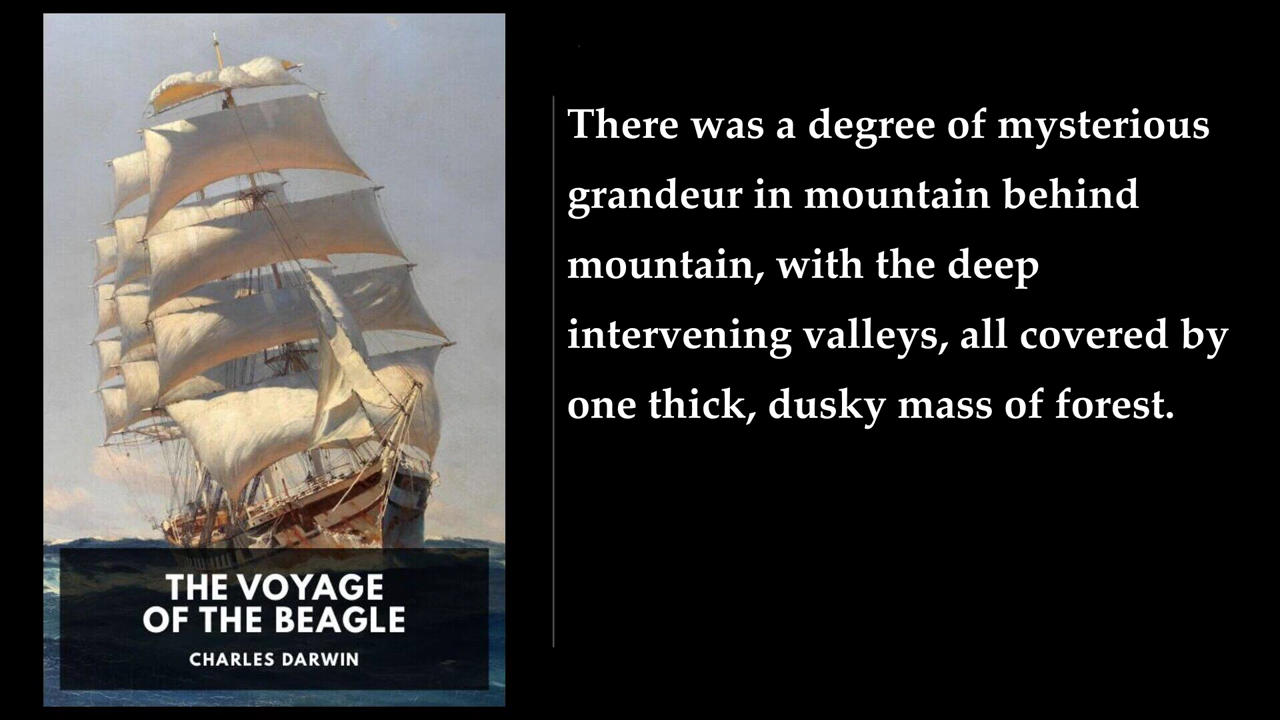 There was a degree of mysterious
grandeur in mountain behind
mountain, with the deep
intervening valleys, all covered by
one thick, dusky mass of forest.
THE VOYAGE
OF THE BEAGLE
CHARLES DARWIN